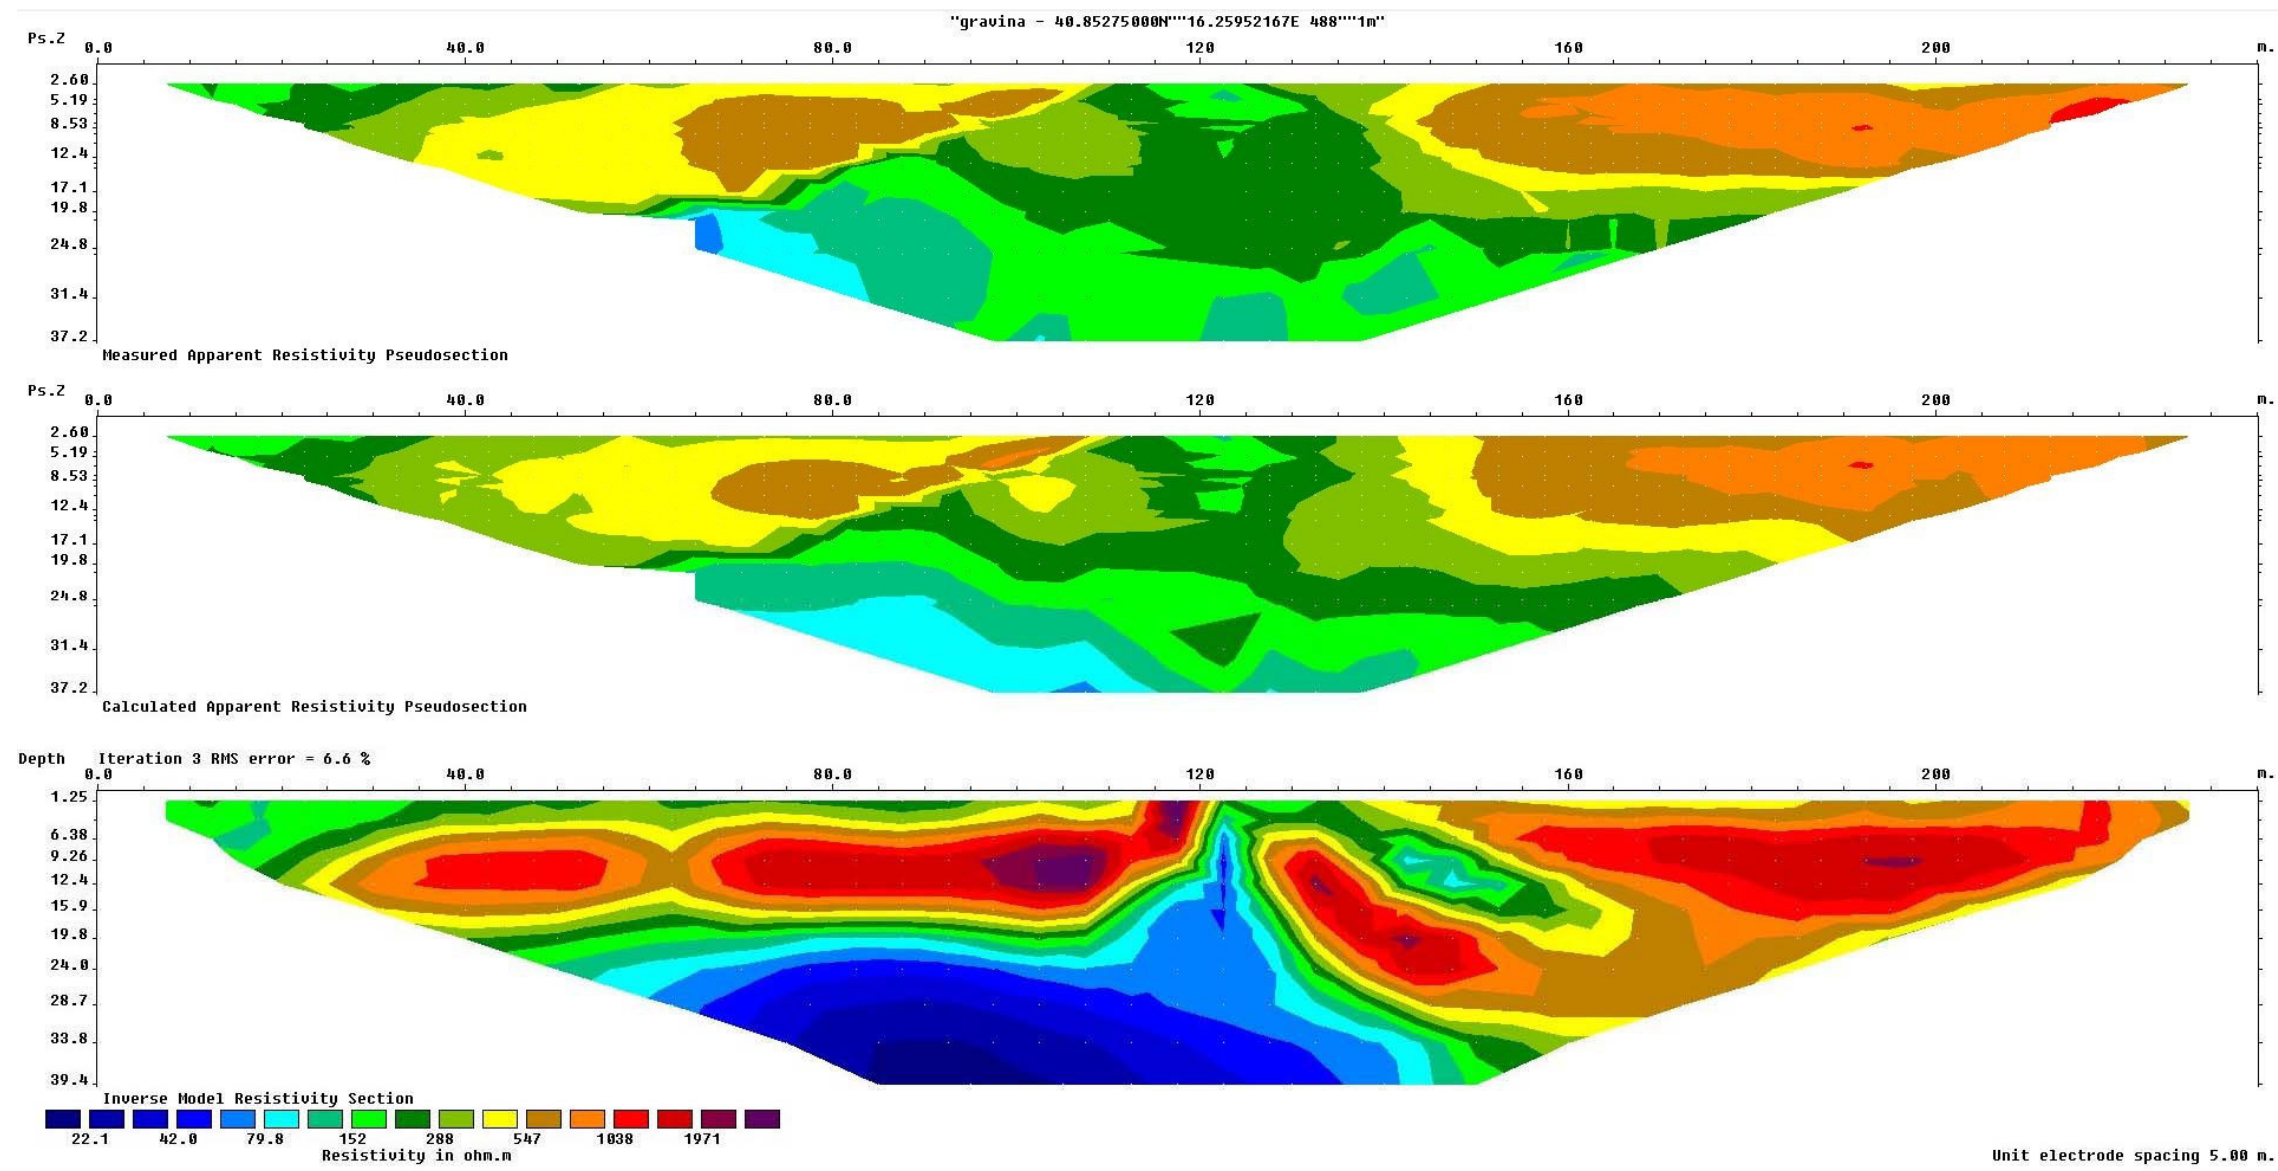 "gravina - 40.85275000N""16.25952167E 488""1m"
Ps.Z 0.0 40.0 80.0 120 160 200 m.
2.60
5.19
8.53
12.4
17.1
19.8
24.8
31.4
37.2
Measured Apparent Resistivity Pseudosection
Ps.Z 0.0 40.0 80.0 120 160 200 m.
2.60
5.19
8.53
12.4
17.1
19.8
24.8
31.4
37.2
Calculated Apparent Resistivity Pseudosection
Depth Iteration 3 RMS error = 6.6 %
0.0 40.0 80.0 120 160 200 m.
1.25
6.38
9.26
12.4
15.9
19.8
24.0
28.7
33.8
39.4
Inverse Model Resistivity Section
22.1 42.0 79.8 152 288 547 1038 1971
Resistivity in ohm.m
Unit electrode spacing 5.00 m.